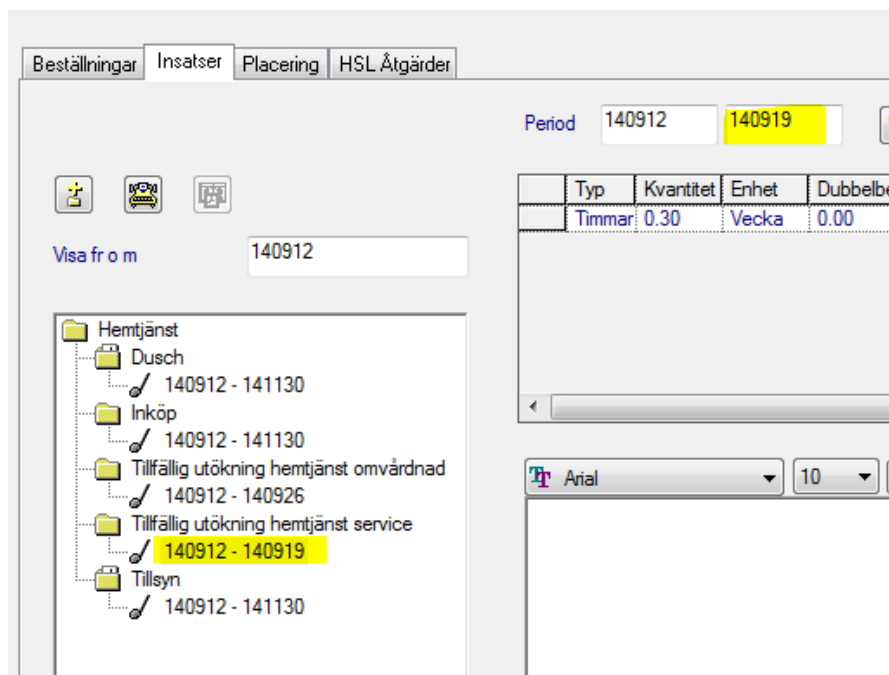 Beställningar Insatser Placering HSL Åtgärder
Period 140912 140919
Typ Kvantitet Enhet
Timmar 0.30 Vecka 0.00
Visa fr o m 140912
Hemtjänst
Dusch
140912 - 141130
Inköp
140912 - 141130
Tillfällig utökning hemtjänst omvårdnad
140912 - 140926
Tillfällig utökning hemtjänst service
140912 - 140919
Tillsyn
140912 - 141130
Arial 10